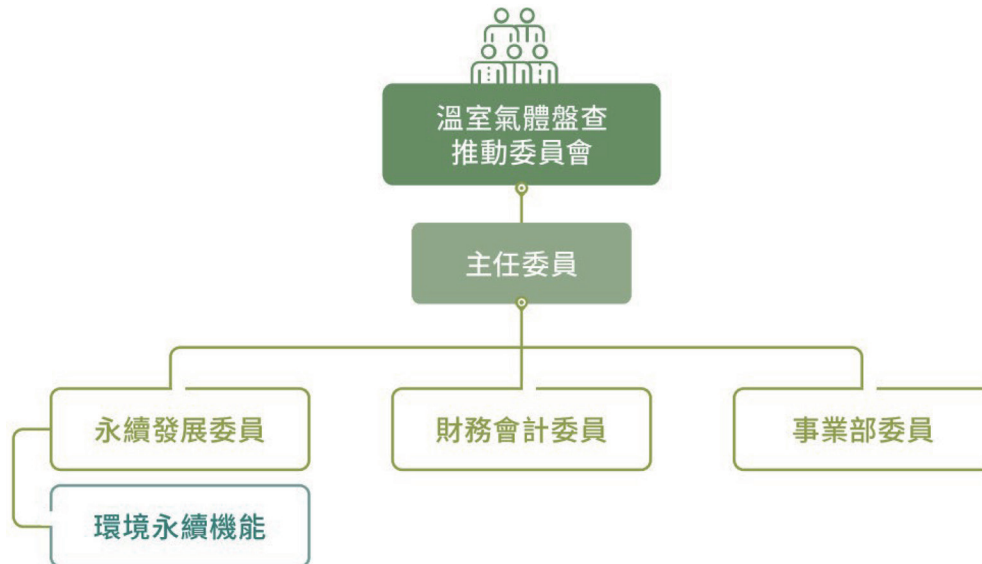 溫室氣體盤查
推動委員會
主任委員
永續發展委員
財務會計委員
事業部委員
環境永續機能